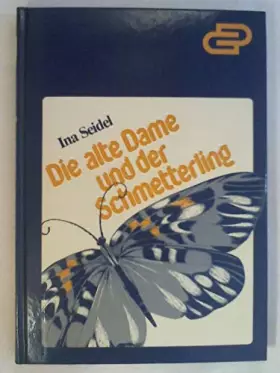 Ina Seidel
Die alte Dame
und der
Schmetterling